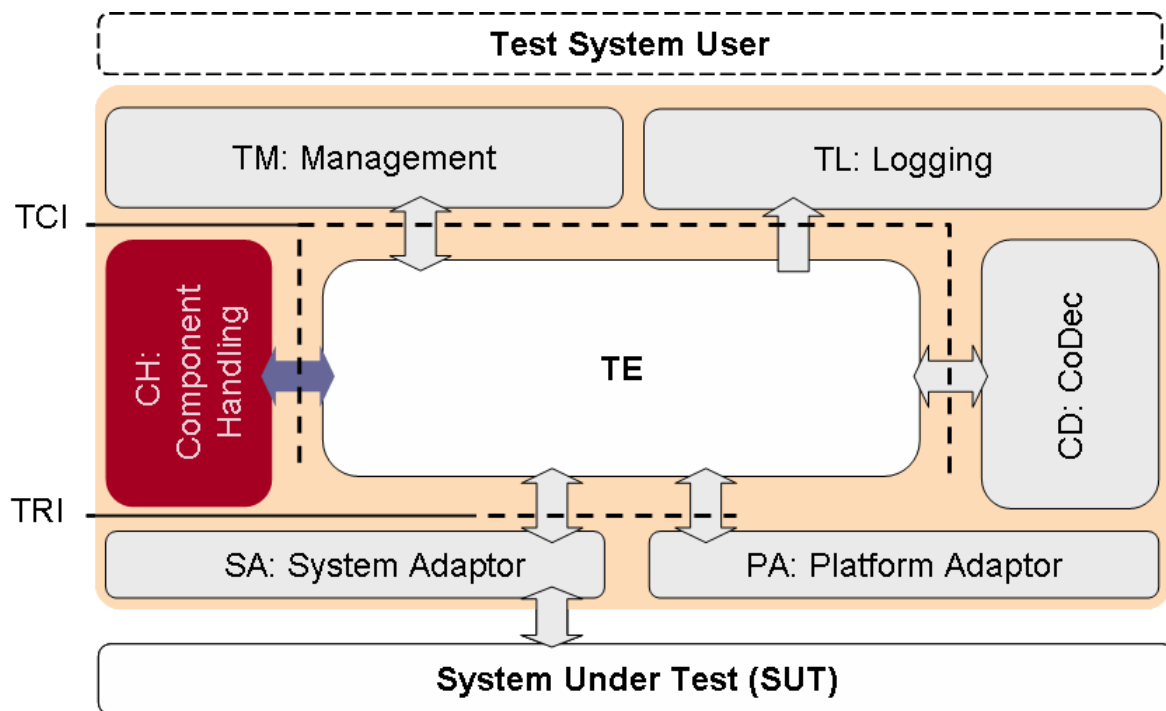 Test System User
TM: Management
TL: Logging
TCI
CH:
Component
Handling
TE
CD: CoDec
TRI
SA: System Adaptor
PA: Platform Adaptor
System Under Test (SUT)